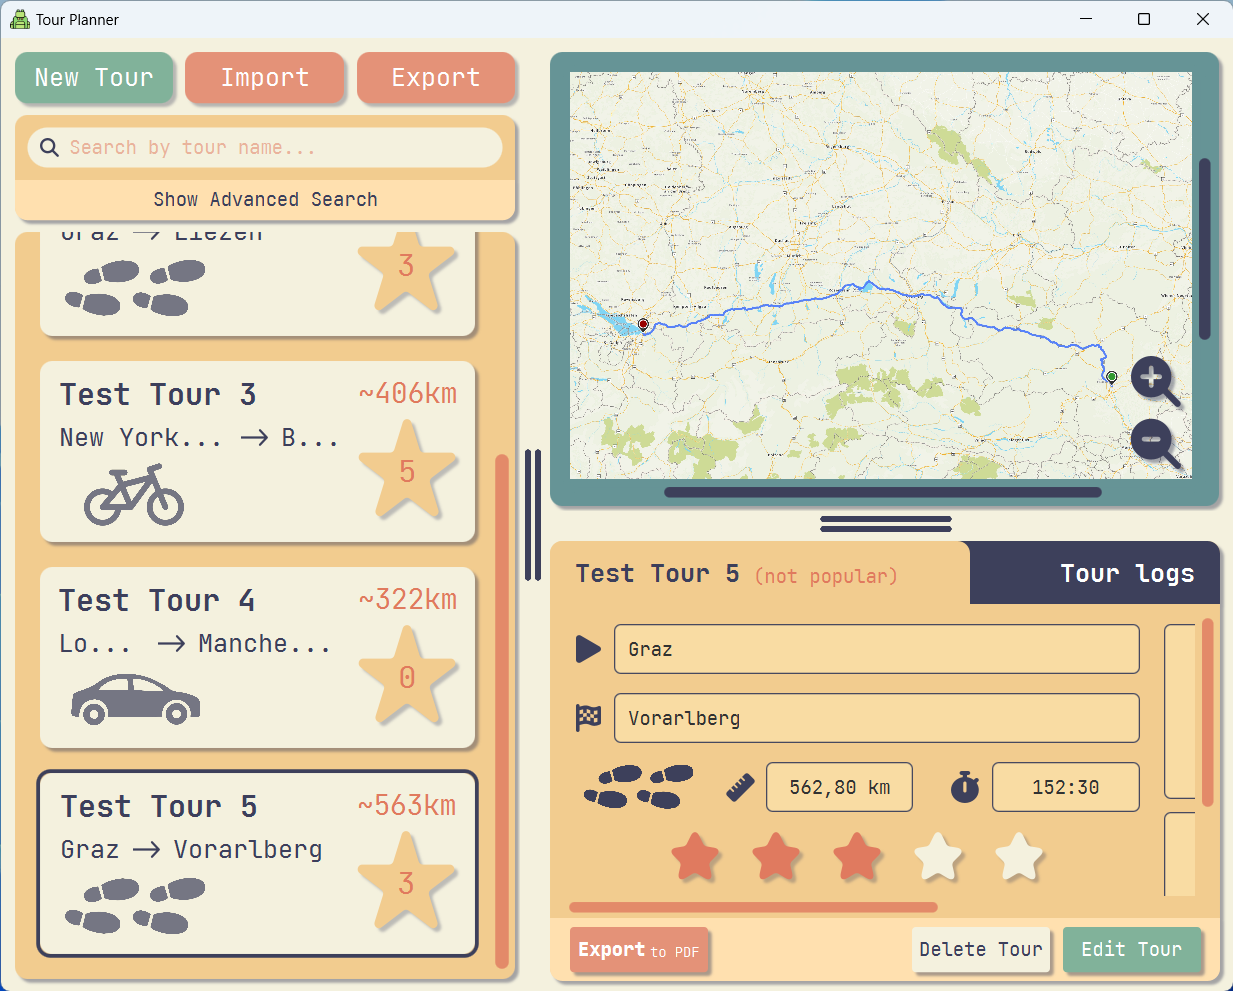 Tour Planner
New Tour
Import
Export
Search by tour name...
Show Advanced Search
Graz → Liezen
3
Test Tour 3
~406km
New York... → B...
5
Test Tour 4
~322km
Lo... → Manche...
0
Test Tour 5
~563km
Graz → Vorarlberg
3
Test Tour 5 (not popular)
Tour logs
Graz
Vorarlberg
562,80 km
152:30
Export to PDF
Delete Tour
Edit Tour